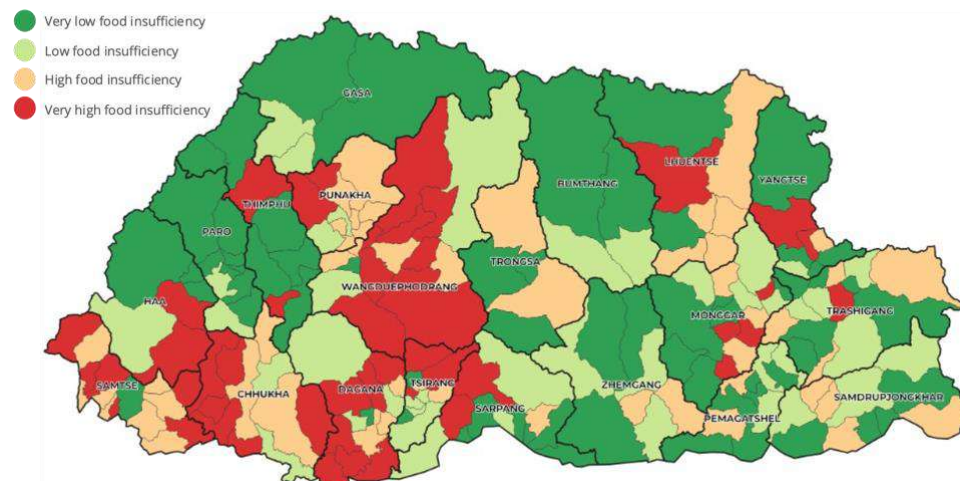 Very low food insufficiency
Low food insufficiency
High food insufficiency
Very high food insufficiency
GASA
PUNAKHA
THIMPHU
PARO
HAA
WANGDUEPHODRANG
BUMTHANG
LHUENTSE
YANGTSE
TRONGSA
MONGGAR
TRASHIGANG
SAMTSE
CHHUKHA
DAGANA
TSIRANG
SARPANG
ZHEMGANG
PEMAGATSHEL
SAMDRUPJONGKHAR